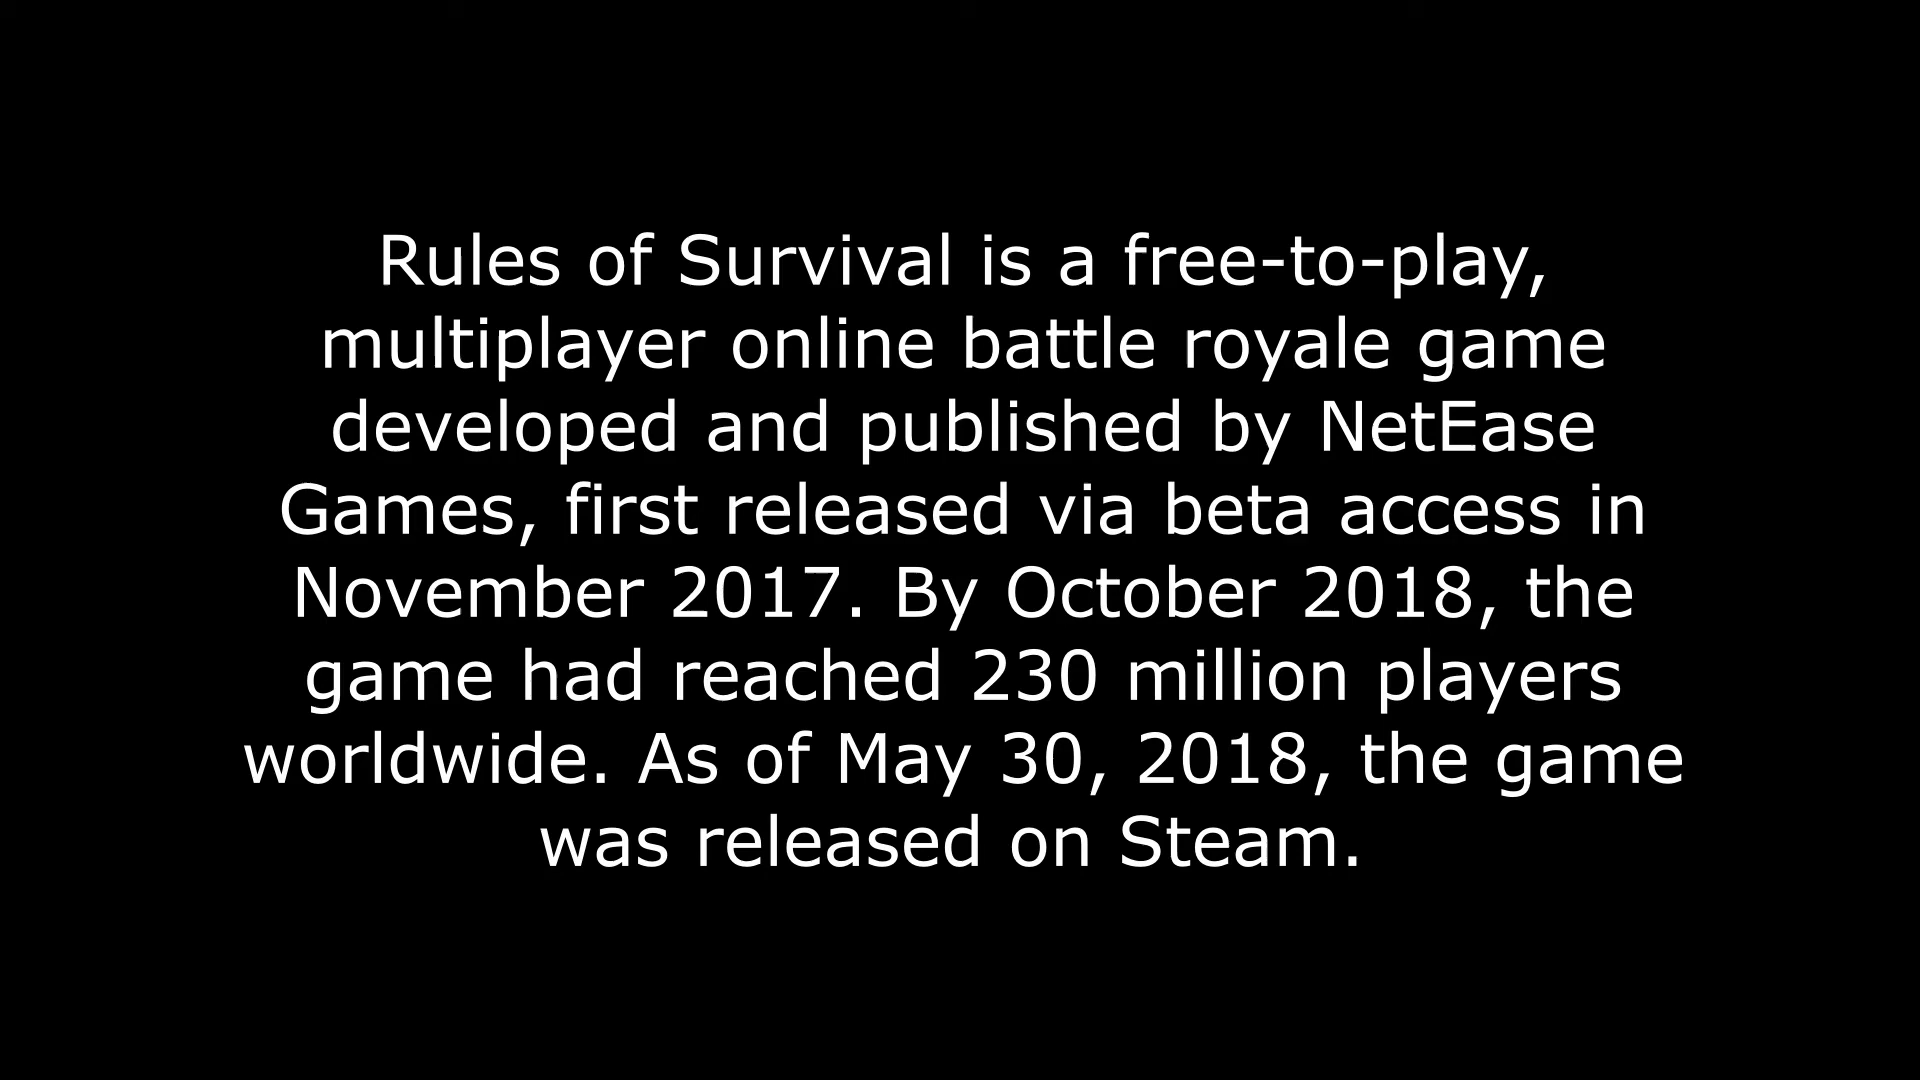 Rules of Survival is a free-to-play,
multiplayer online battle royale game
developed and published by NetEase
Games, first released via beta access in
November 2017. By October 2018, the
game had reached 230 million players
worldwide. As of May 30, 2018, the game
was released on Steam.